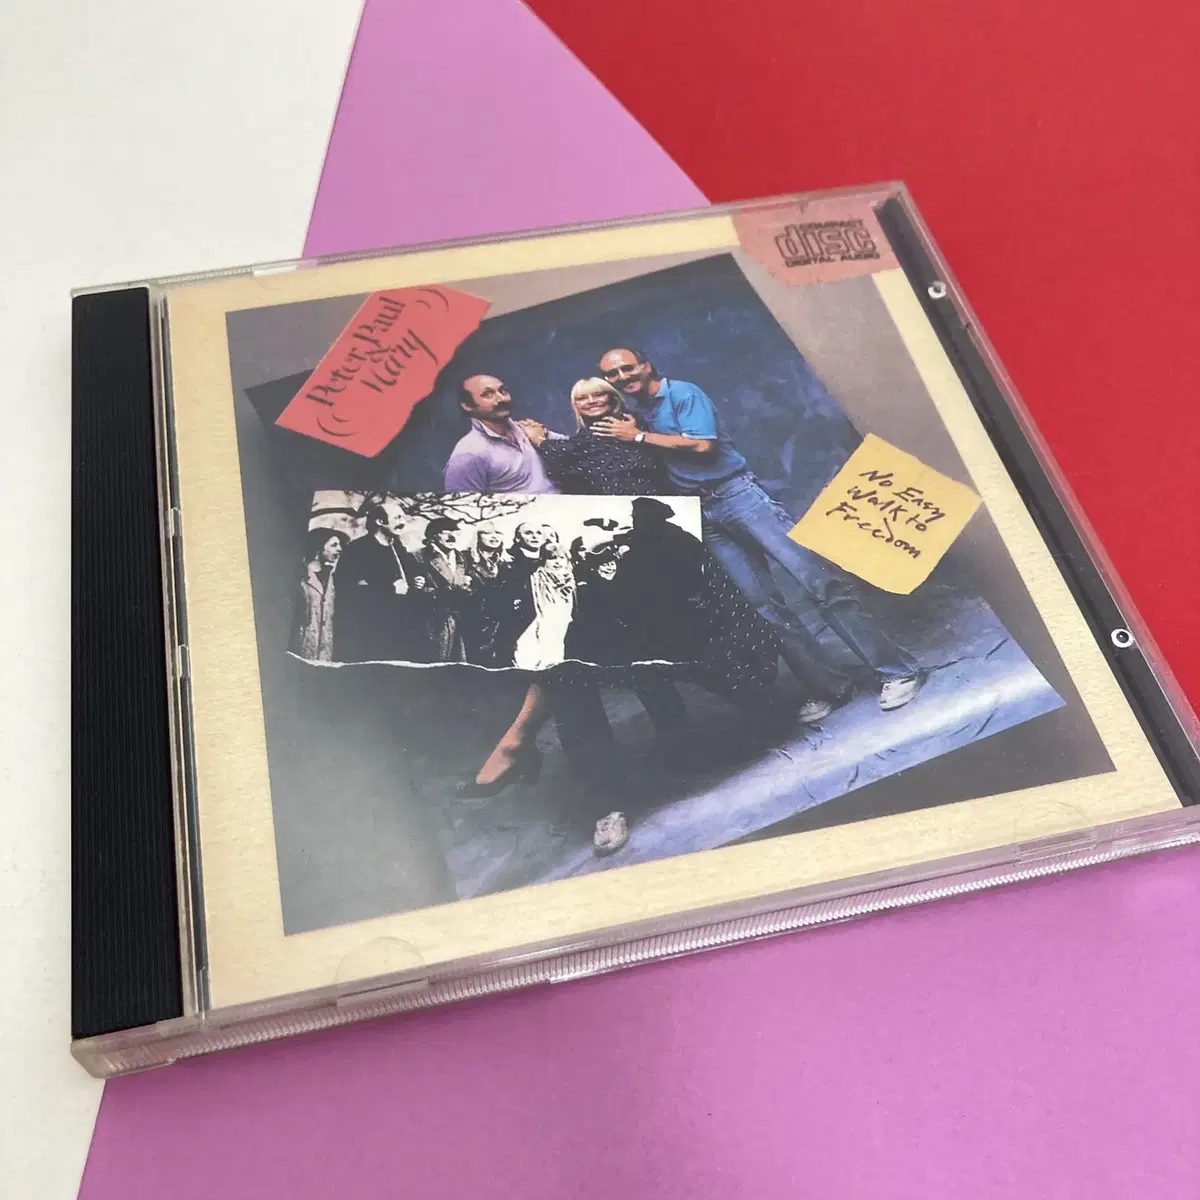 Peter, Paul
&
Mary
COMPACT
disc
DIGITAL AUDIO
No Easy
Walk to
Freedom